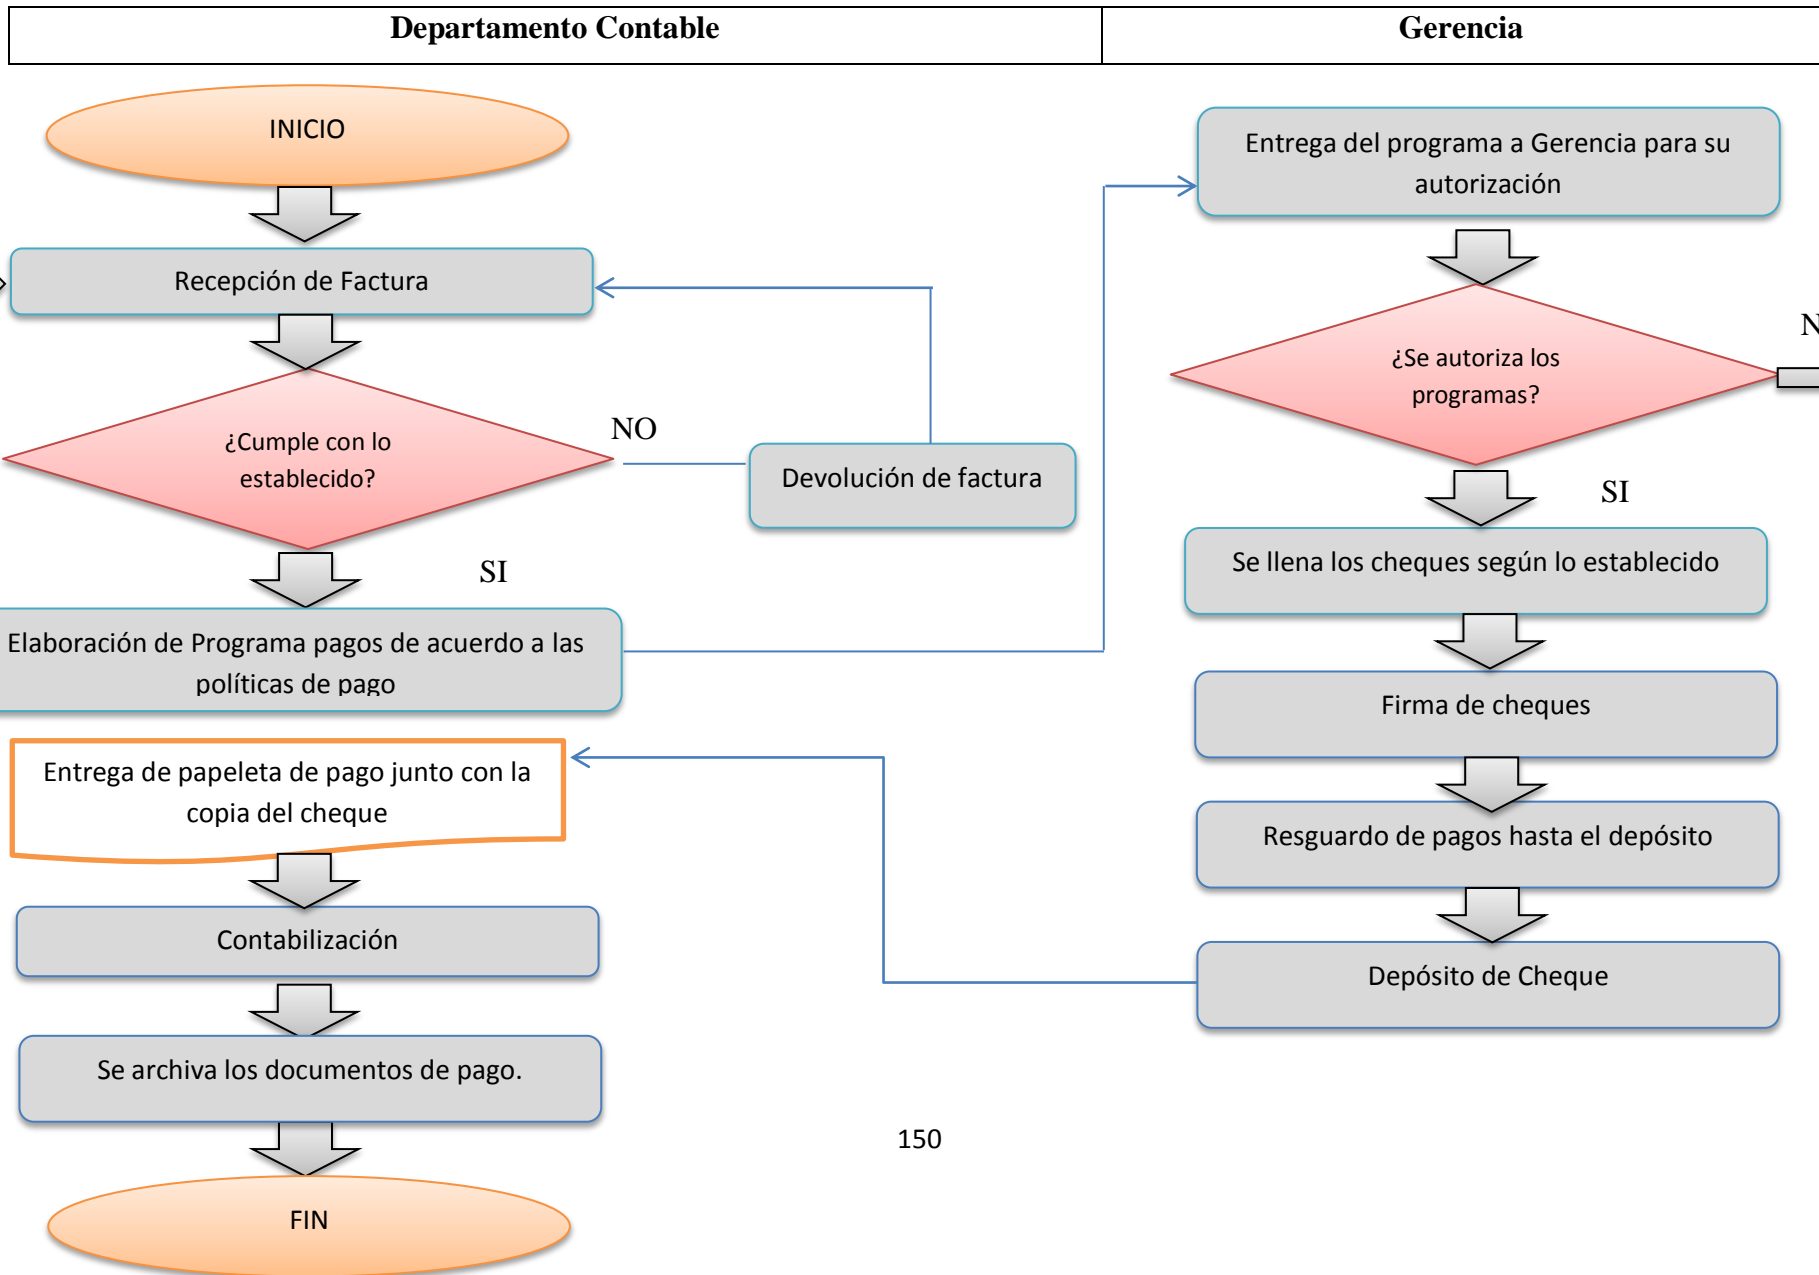 Departamento Contable
Gerencia
INICIO
Recepción de Factura
¿Cumple con lo
establecido?
NO
Devolución de factura
SI
Elaboración de Programa pagos de acuerdo a las
políticas de pago
Entrega del programa a Gerencia para su
autorización
¿Se autoriza los
programas?
N
SI
Se llena los cheques según lo establecido
Firma de cheques
Resguardo de pagos hasta el depósito
Depósito de Cheque
Entrega de papeleta de pago junto con la
copia del cheque
Contabilización
Se archiva los documentos de pago.
FIN
150